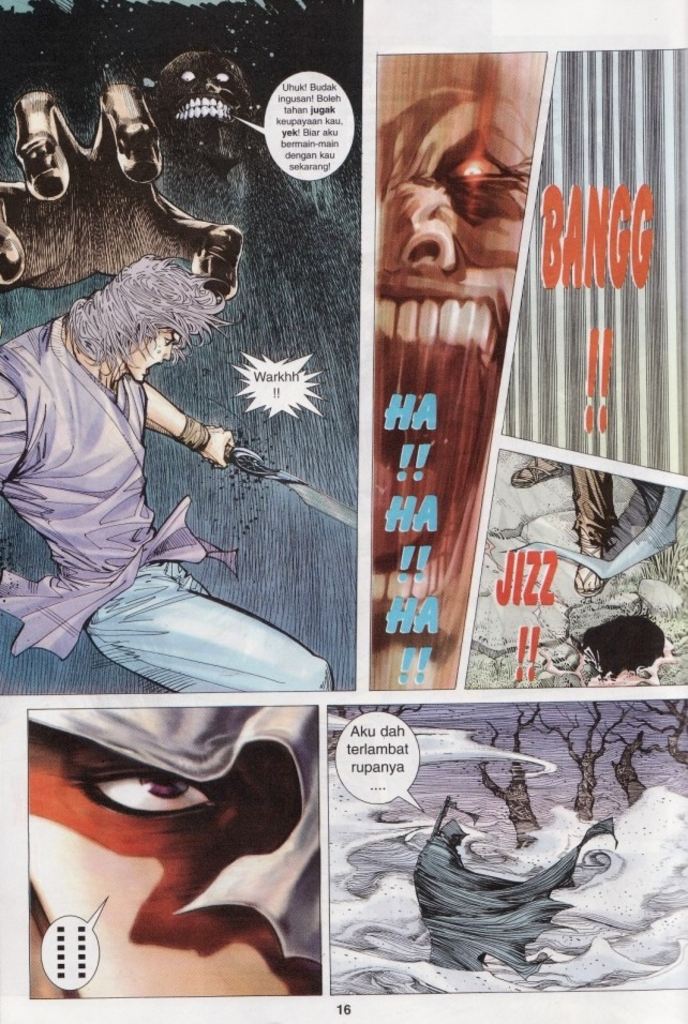 Uhuk! Budak
ingusan! Boleh
tahan jugak
keupayaan kau,
yek! Biar aku
bermain-main
dengan kau
sekarang!
Warkhh
!!
HA
!!
HA
!!
HA
!!
BANGG
!!
JIZZ
!!
!!!!
Aku dah
terlambat
rupanya
....
16